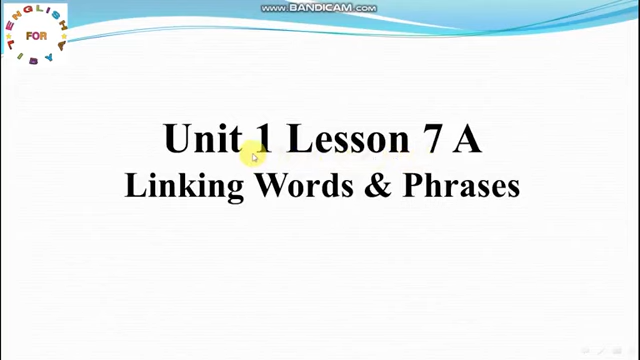 www.BANDICAM.com
ENGLISH
FOR
Unit 1 Lesson 7 A
Linking Words & Phrases